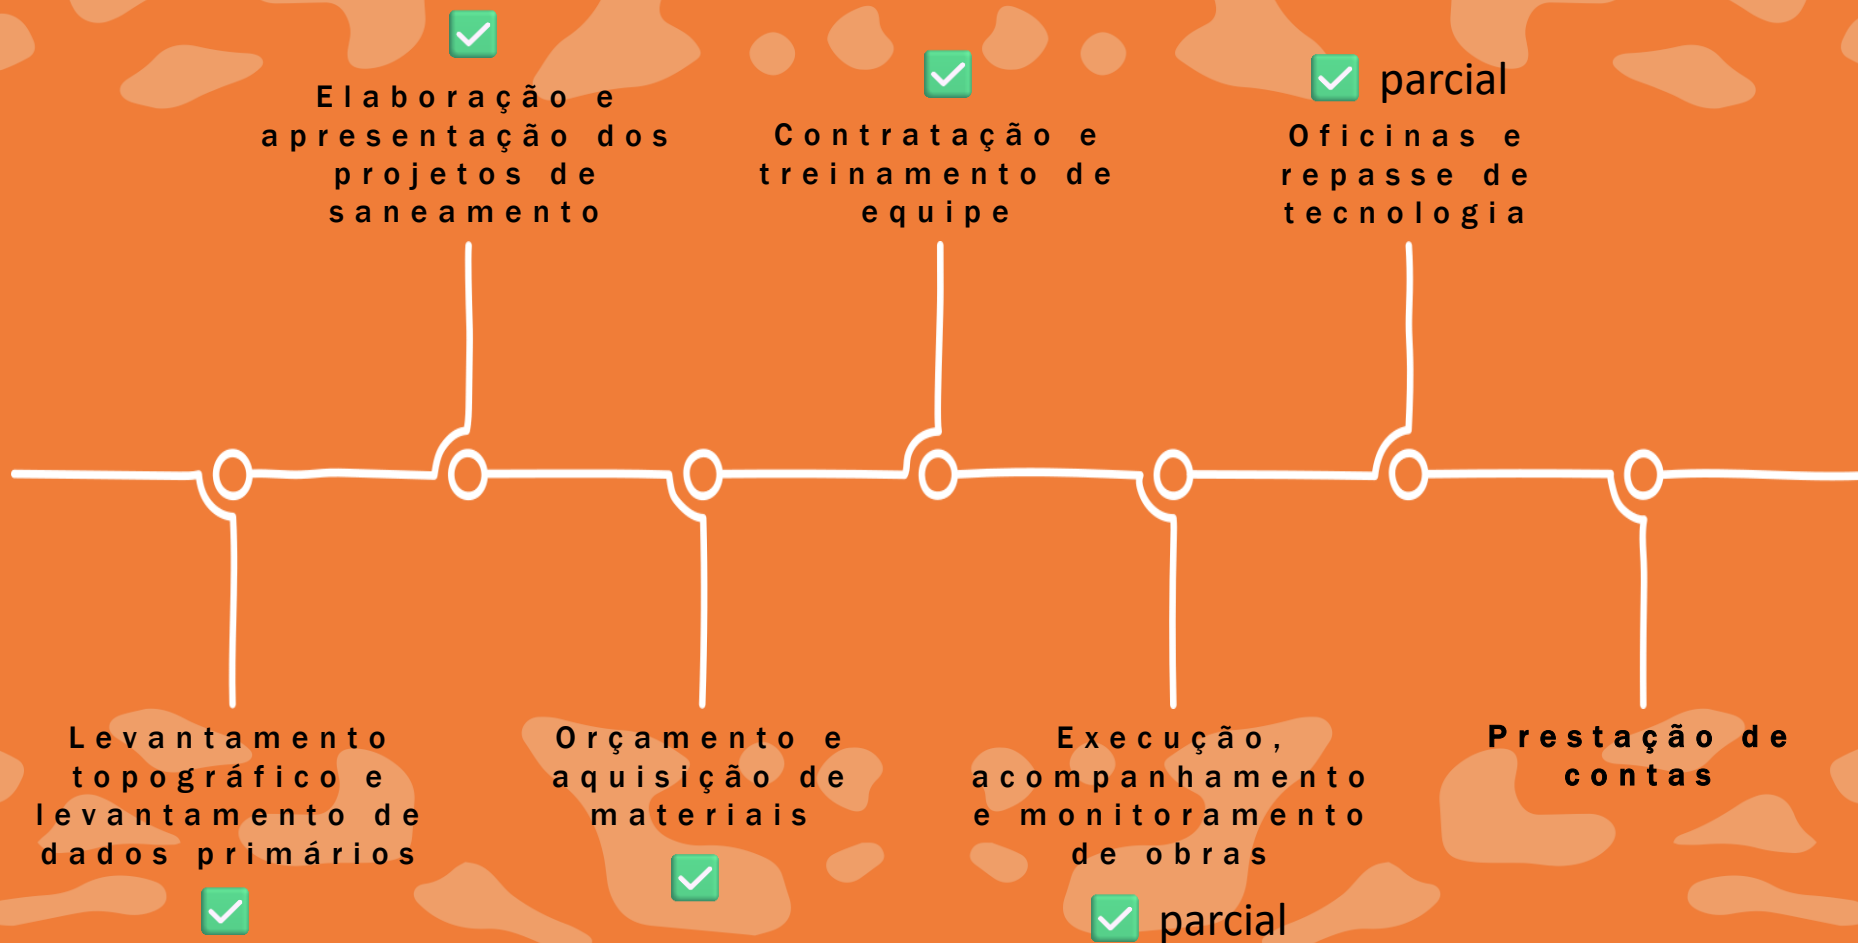 Elaboração e
apresentação dos
projetos de
saneamento
Contratação e
treinamento de
equipe
parcial
Oficinas e
repasse de
tecnologia
Levantamento
topográfico e
levantamento de
dados primários
Orçamento e
aquisição de
materiais
Execução,
acompanhamento
e monitoramento
de obras
parcial
Prestação de
contas